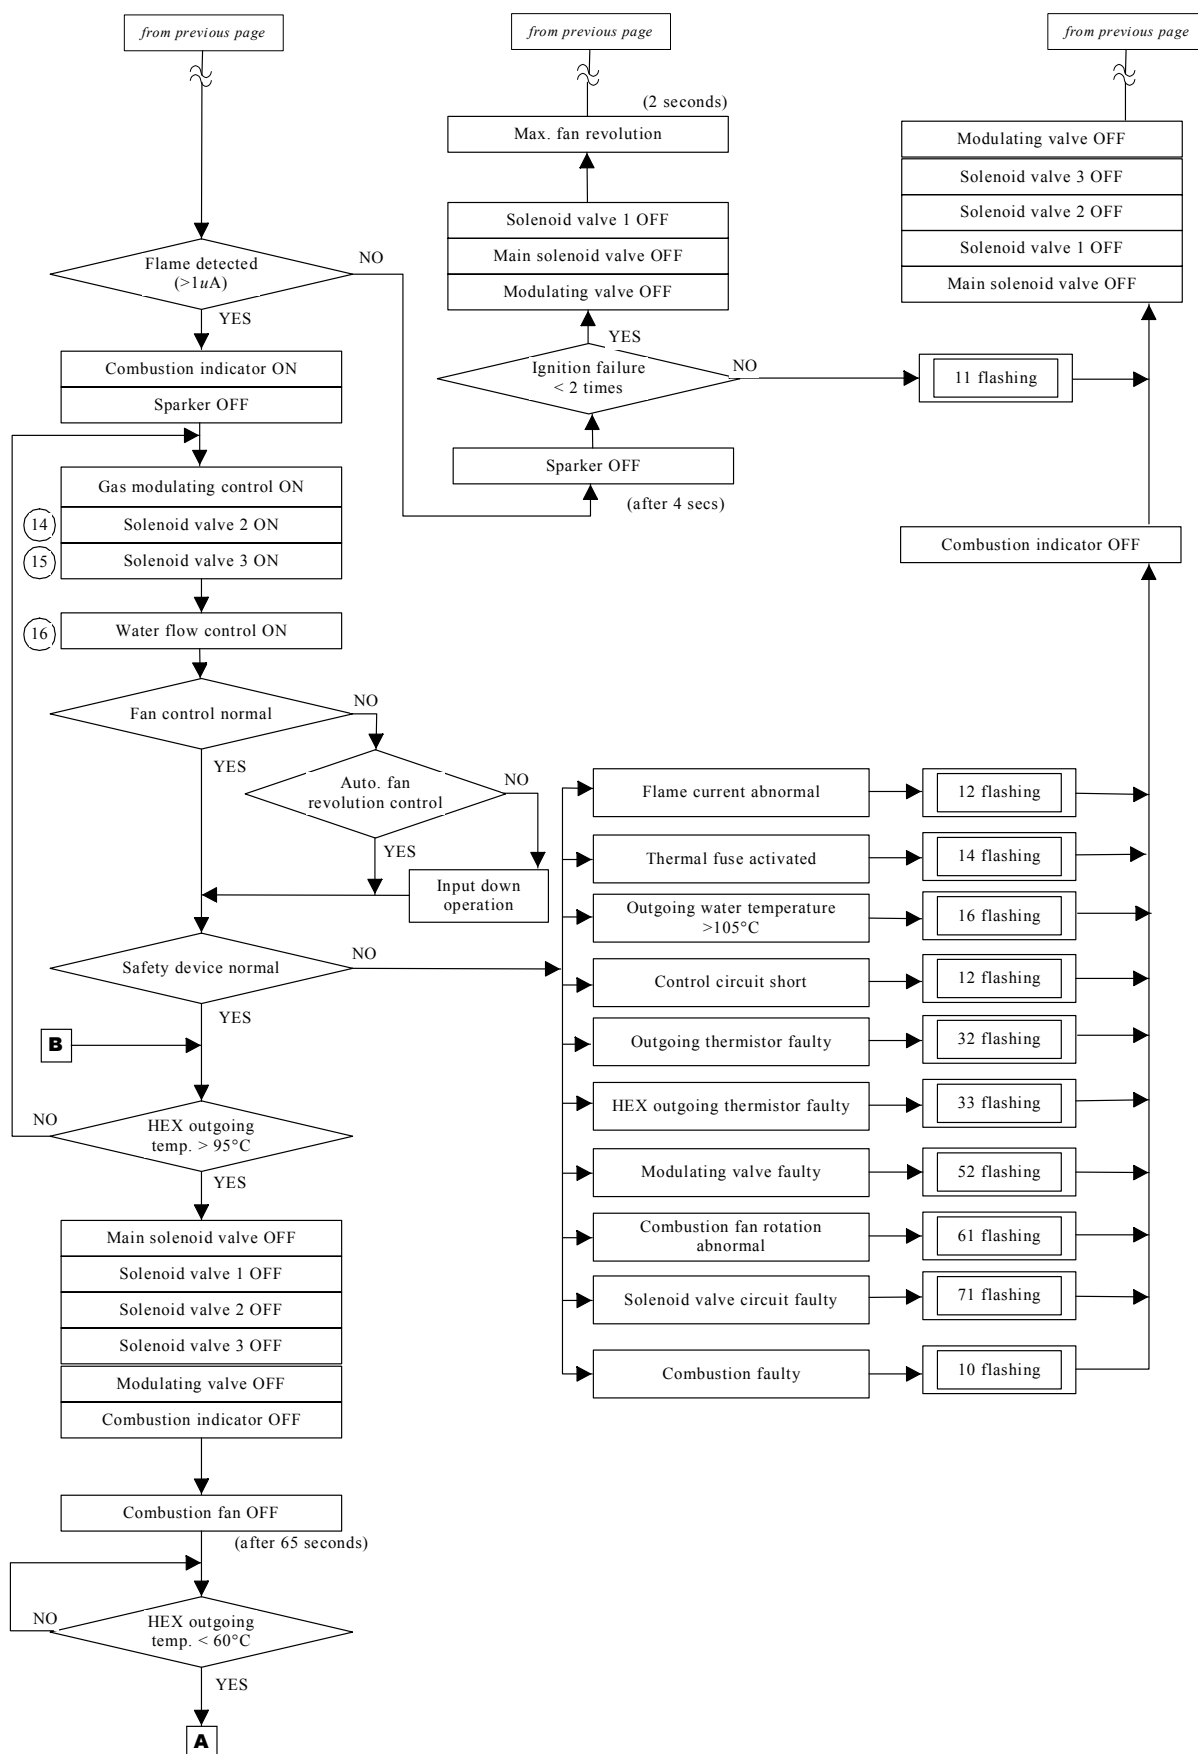 from previous page
from previous page
from previous page
(2 seconds)
Max. fan revolution
Modulating valve OFF
Solenoid valve 3 OFF
Solenoid valve 2 OFF
Solenoid valve 1 OFF
Main solenoid valve OFF
Solenoid valve 1 OFF
Main solenoid valve OFF
Modulating valve OFF
Flame detected
(>1uA)
NO
YES
YES
Ignition failure
< 2 times
NO
11 flashing
Combustion indicator ON
Sparker OFF
Sparker OFF
(after 4 secs)
Gas modulating control ON
14
Solenoid valve 2 ON
15
Solenoid valve 3 ON
Combustion indicator OFF
16
Water flow control ON
Fan control normal
NO
YES
Auto. fan
revolution control
NO
YES
Input down
operation
Safety device normal
NO
YES
Flame current abnormal
12 flashing
Thermal fuse activated
14 flashing
Outgoing water temperature
>105°C
16 flashing
Control circuit short
12 flashing
Outgoing thermistor faulty
32 flashing
HEX outgoing thermistor faulty
33 flashing
Modulating valve faulty
52 flashing
Combustion fan rotation
abnormal
61 flashing
Solenoid valve circuit faulty
71 flashing
Combustion faulty
10 flashing
B
NO
HEX outgoing
temp. > 95°C
YES
Main solenoid valve OFF
Solenoid valve 1 OFF
Solenoid valve 2 OFF
Solenoid valve 3 OFF
Modulating valve OFF
Combustion indicator OFF
Combustion fan OFF
(after 65 seconds)
NO
HEX outgoing
temp. < 60°C
YES
A